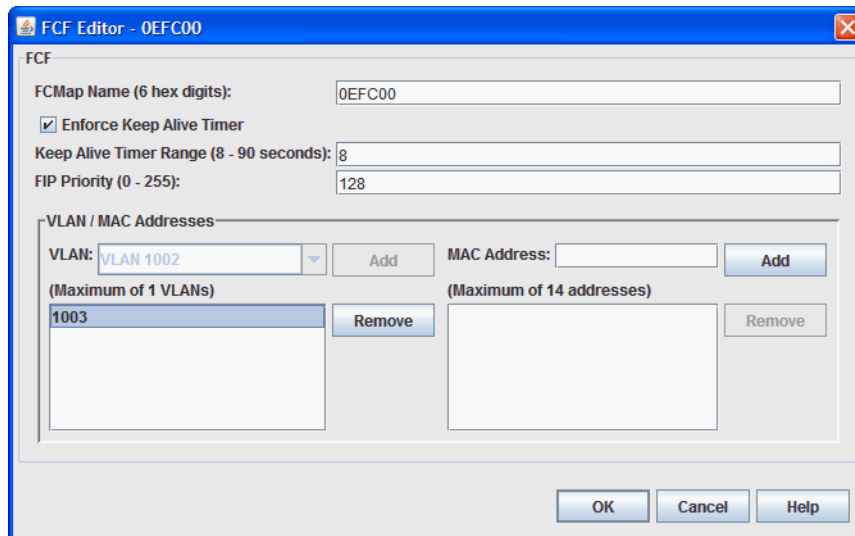 FCF Editor - 0EFC00
FCF
FCMap Name (6 hex digits): 0EFC00
Enforce Keep Alive Timer
Keep Alive Timer Range (8 - 90 seconds): 8
FIP Priority (0 - 255): 128
VLAN / MAC Addresses
VLAN: VLAN 1002 Add MAC Address: Add
(Maximum of 1 VLANs) (Maximum of 14 addresses)
1003 Remove Remove
OK Cancel Help